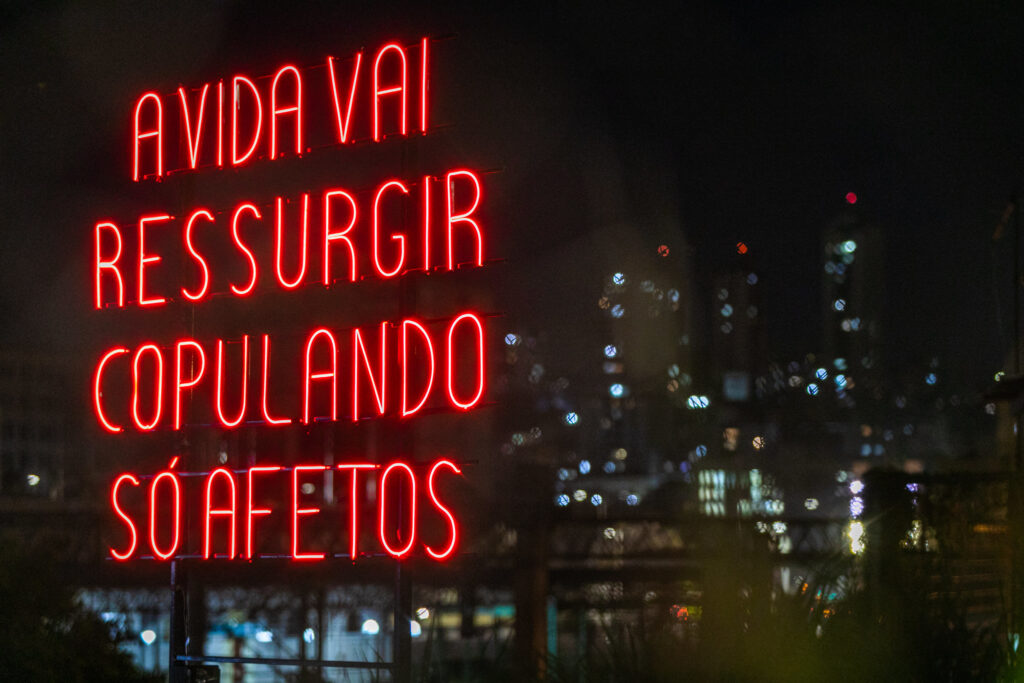 A VIDA VAI
RESSURGIR
COPULANDO
SÓ AFETOS